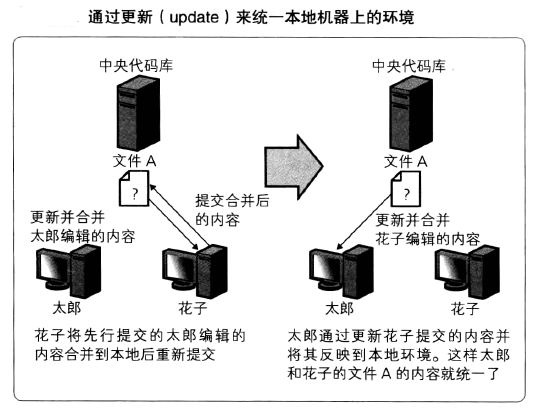 通过更新（update）来统一本地机器上的环境
中央代码库
文件 A
?
提交合并后
的内容
更新并合并
太郎编辑的内容
太郎
花子
花子将先行提交的太郎编辑的
内容合并到本地后重新提交
中央代码库
文件 A
?
更新并合并
花子编辑的内容
太郎
花子
太郎通过更新花子提交的内容并
将其反映到本地环境。这样太郎
和花子的文件 A 的内容就统一了